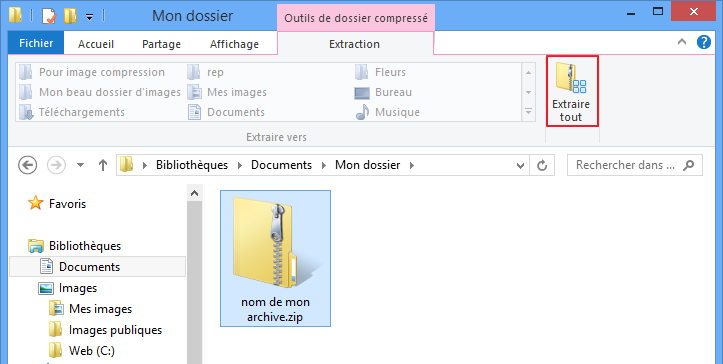 Mon dossier
Outils de dossier compressé
Fichier Accueil Partage Affichage Extraction
Pour image compression rep Fleurs
Mon beau dossier d'images Mes images Bureau
Téléchargements Documents Musique
Extraire vers
Extraire
tout
Bibliothèques Documents Mon dossier
Rechercher dans ...
Favoris
Bibliothèques
Documents
Images
Mes images
Images publiques
Web (C:)
nom de mon
archive.zip